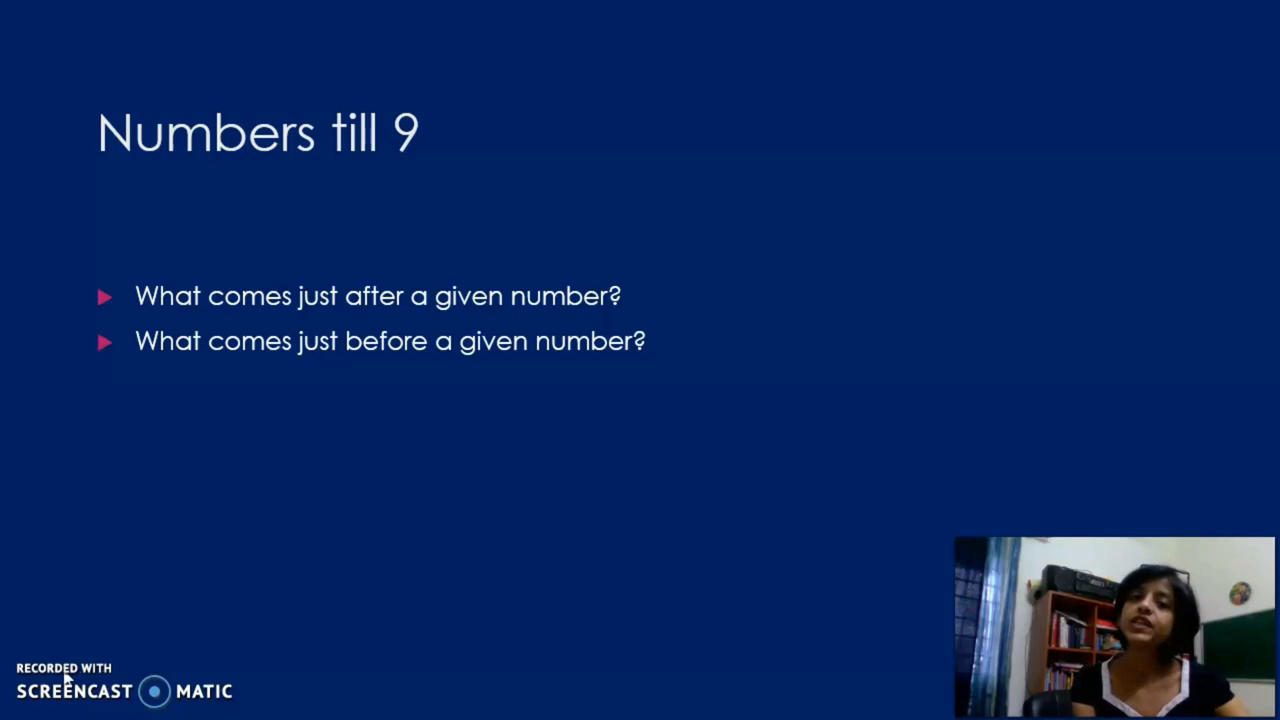 Numbers till 9
What comes just after a given number?
What comes just before a given number?
RECORDED WITH
SCREENCAST MATIC